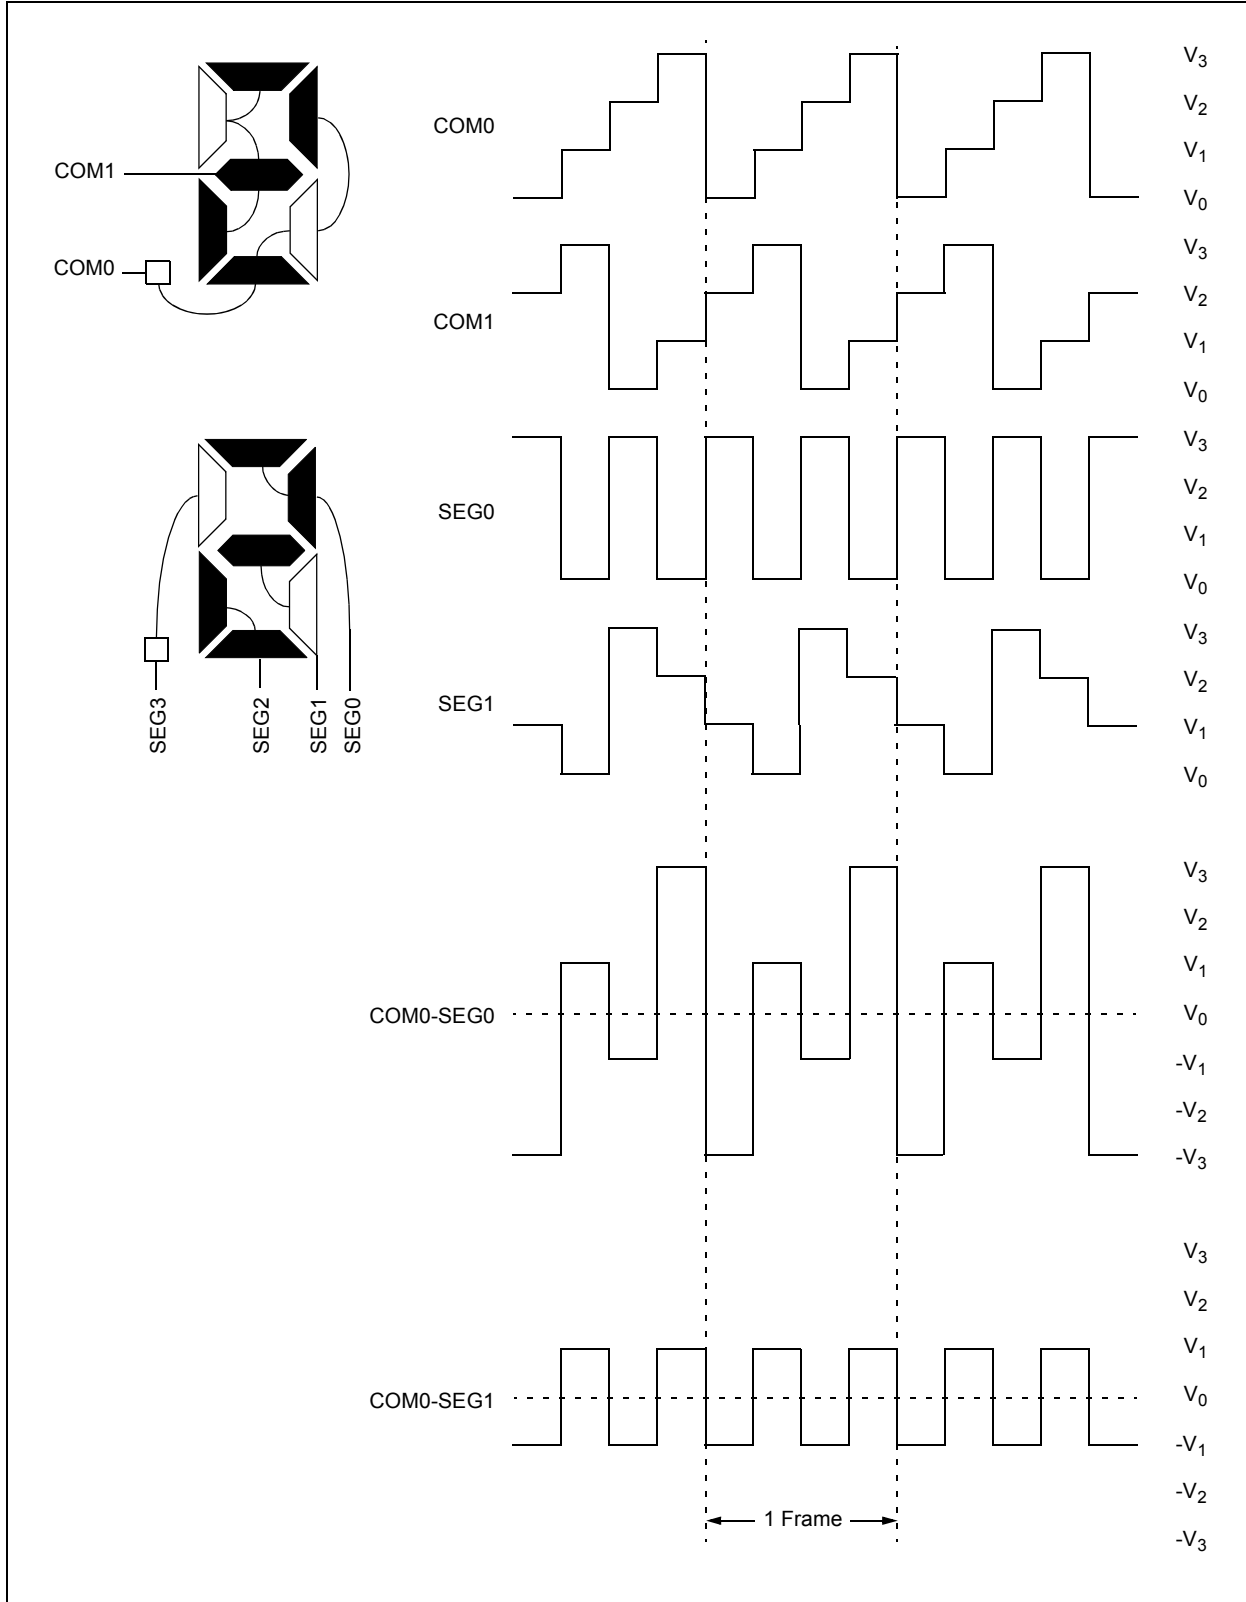 COM1
COM0
SEG3
SEG2
SEG1
SEG0
COM0
V3
V2
V1
V0
COM1
V3
V2
V1
V0
SEG0
V3
V2
V1
V0
SEG1
V3
V2
V1
V0
COM0-SEG0
V3
V2
V1
V0
-V1
-V2
-V3
COM0-SEG1
V3
V2
V1
V0
-V1
-V2
-V3
1 Frame